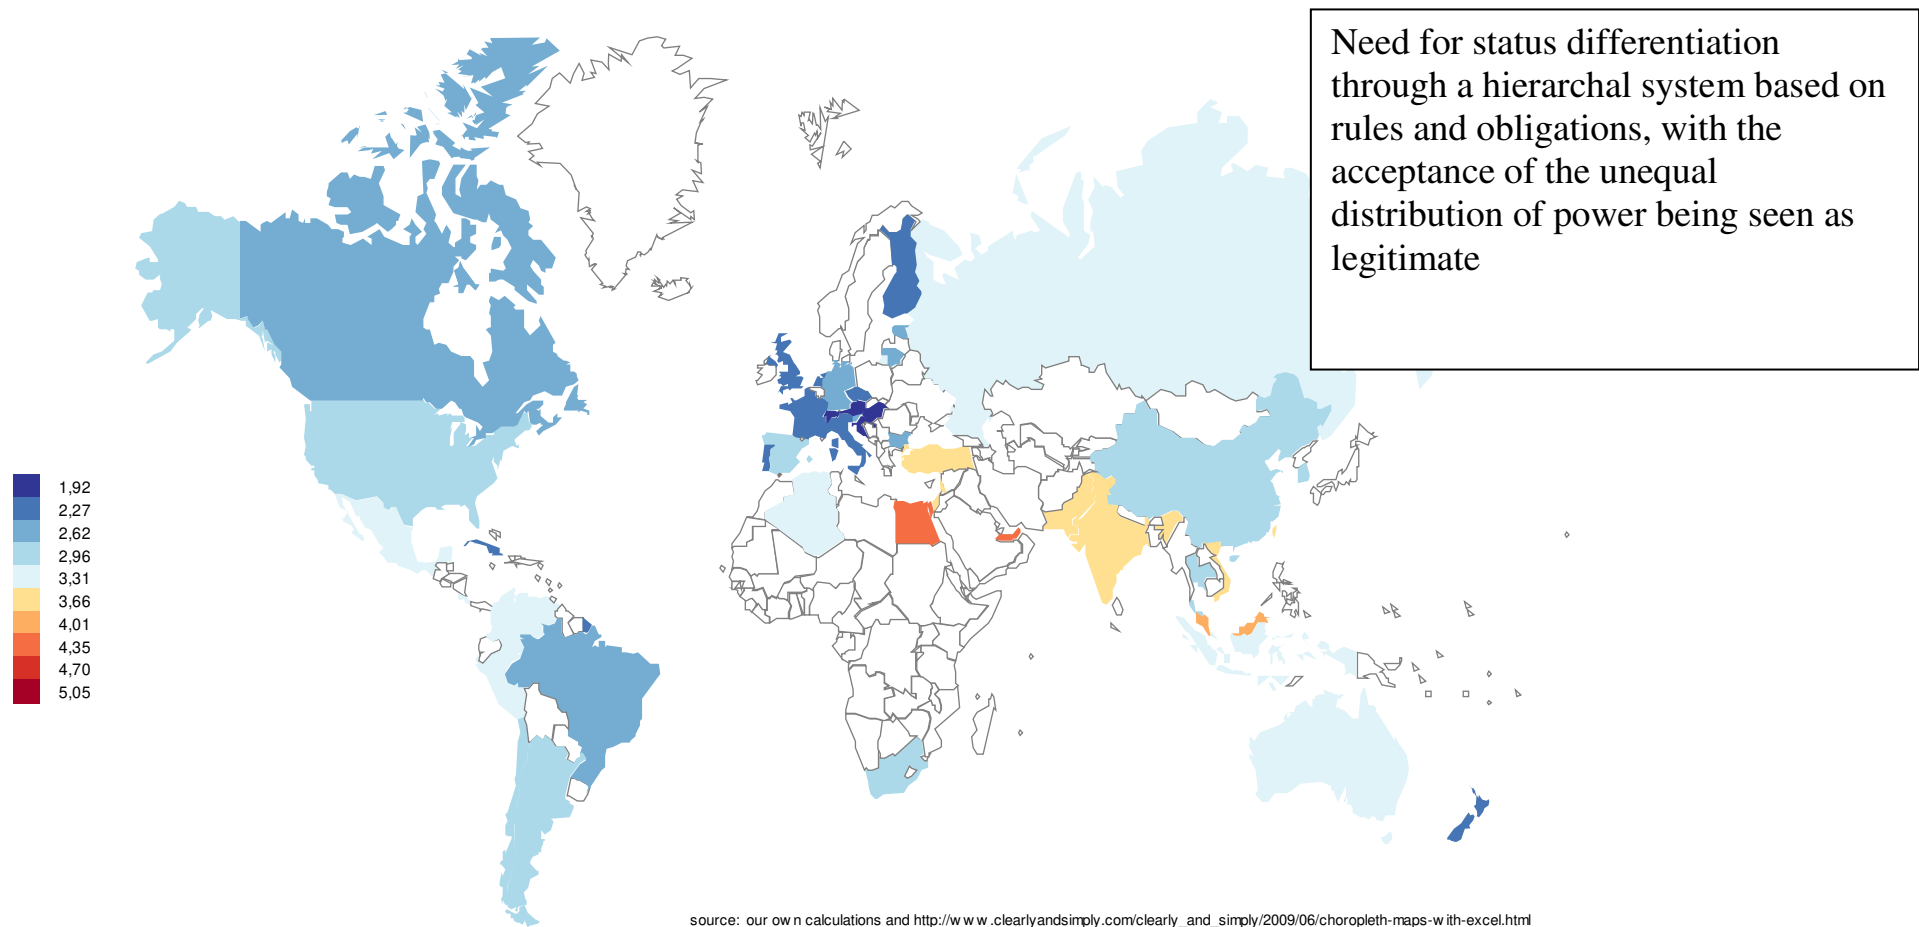 Need for status differentiation
through a hierarchal system based on
rules and obligations, with the
acceptance of the unequal
distribution of power being seen as
legitimate
1,92
2,27
2,62
2,96
3,31
3,66
4,01
4,35
4,70
5,05
source: our own calculations and http://www.clearlyandsimply.com/clearly_and_simply/2009/06/choropleth-maps-with-excel.html